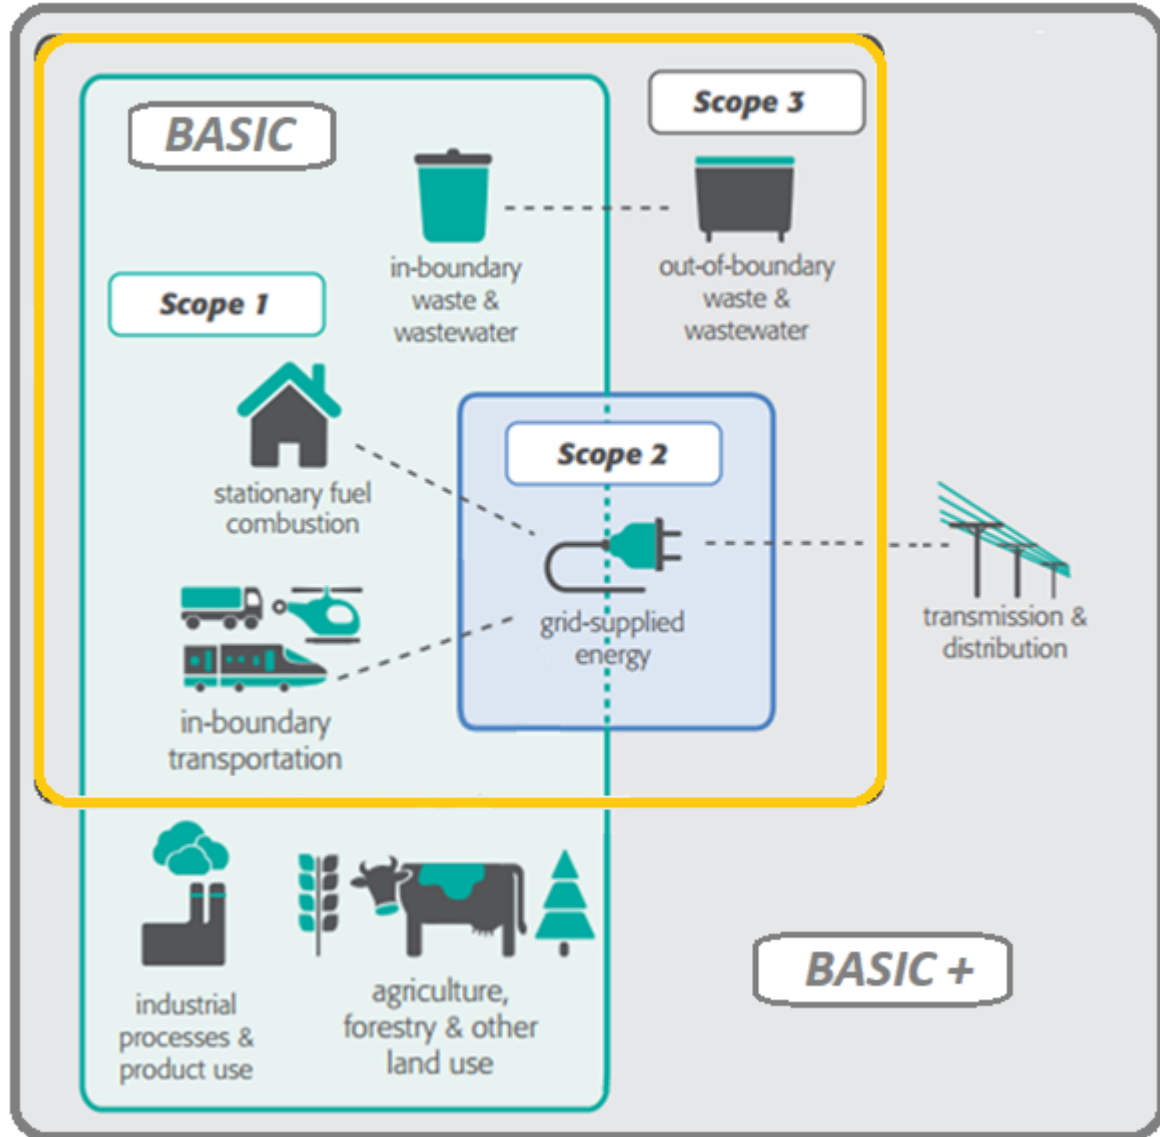 BASIC
Scope 3
in-boundary
waste &
wastewater
out-of-boundary
waste &
wastewater
Scope 1
stationary fuel
combustion
Scope 2
grid-supplied
energy
transmission &
distribution
in-boundary
transportation
industrial
processes &
product use
agriculture,
forestry & other
land use
BASIC +